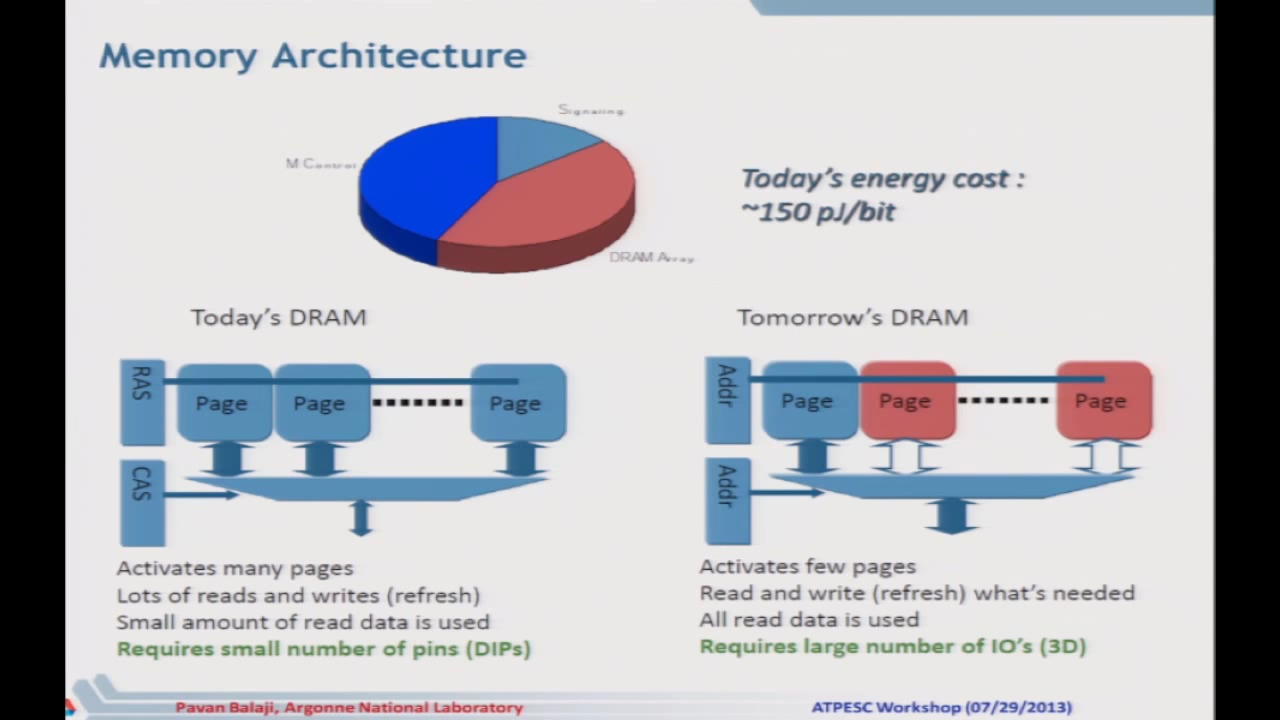 Memory Architecture
Signaling
M Control
Today's energy cost :
~150 pJ/bit
DRAM Array
Today's DRAM
Tomorrow's DRAM
RAS
Page
Page
Page
CAS
Addr
Page
Page
Page
Addr
Activates many pages
Lots of reads and writes (refresh)
Small amount of read data is used
Requires small number of pins (DIPs)
Activates few pages
Read and write (refresh) what's needed
All read data is used
Requires large number of IO's (3D)
Pavan Balaji, Argonne National Laboratory
ATPESC Workshop (07/29/2013)